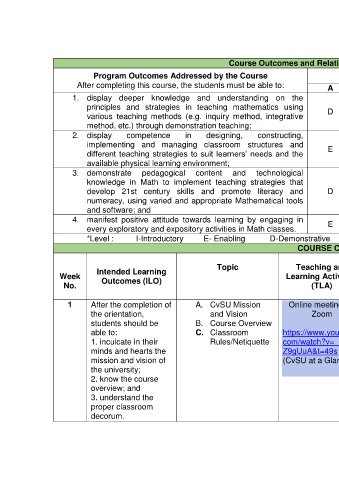 Course Outcomes and Relati
Program Outcomes Addressed by the Course
After completing this course, the students must be able to:
A
1. display deeper knowledge and understanding on the
principles and strategies in teaching mathematics using
various teaching methods (e.g. inquiry method, integrative
method, etc.) through demonstration teaching;
D
2. display competence in designing, constructing,
implementing and managing classroom structures and
different teaching strategies to suit learners' needs and the
available physical learning environment;
E
3. demonstrate pedagogical content and technological
knowledge in Math to implement teaching strategies that
develop 21st century skills and promote literacy and
numeracy, using varied and appropriate Mathematical tools
and software; and
D
4. manifest positive attitude towards learning by engaging in
every exploratory and expository activities in Math classes.
E
*Level : I-Introductory E- Enabling D-Demonstrative
COURSE C
Week
No.
Intended Learning
Outcomes (ILO)
Topic
Teaching a
Learning Activ
(TLA)
1
After the completion of
the orientation,
students should be
able to:
1. inculcate in their
minds and hearts the
mission and vision of
the university;
2. know the course
overview; and
3. understand the
proper classroom
decorum.
A. CvSU Mission
and Vision
B. Course Overview
C. Classroom
Rules/Netiquette
Online meetin
Zoom
https://www.you
com/watch?v=
Z9gUuA&t=49s
(CvSU at a Gla